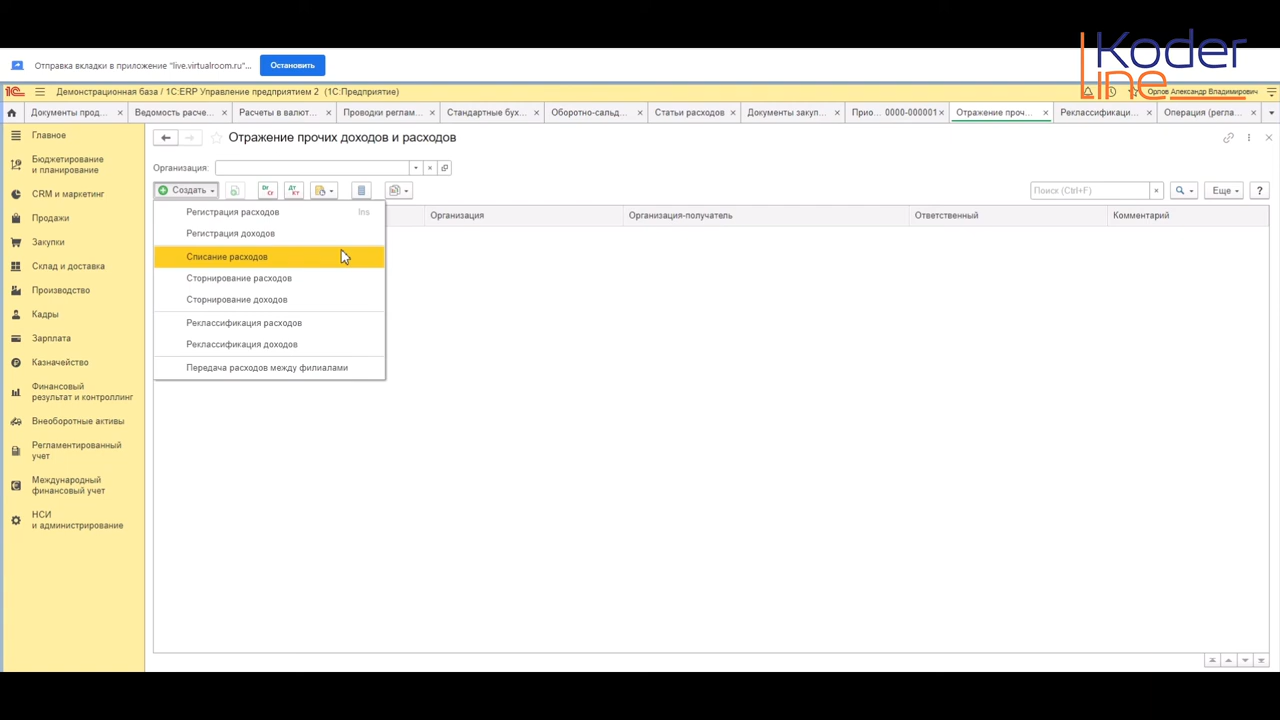 Koder
Line
Отправка вкладки в приложение "live.virtualroom.ru"...
Остановить
1С
Демонстрационная база / 1С:ERP Управление предприятием 2 (1С:Предприятие)
Орлов Александр Владимирович
Документы прод...
Ведомость расче...
Расчеты в валют...
Проводки реглам...
Стандартные бух...
Оборотно-сальд...
Статьи расходов
Документы закуп...
Прио... 0000-000001
Отражение проч...
Реклассификаци...
Операция (регла...
Главное
Бюджетирование
и планирование
CRM и маркетинг
Продажи
Закупки
Склад и доставка
Производство
Кадры
Зарплата
Казначейство
Финансовый
результат и контроллинг
Внеоборотные активы
Регламентированный
учет
Международный
финансовый учет
НСИ
и администрирование
Отражение прочих доходов и расходов
Организация:
Создать
Dr
Cr
Дт
Кт
Поиск (Ctrl+F)
Еще
?
Организация
Организация-получатель
Ответственный
Комментарий
Регистрация расходов Ins
Регистрация доходов
Списание расходов
Сторнирование расходов
Сторнирование доходов
Реклассификация расходов
Реклассификация доходов
Передача расходов между филиалами